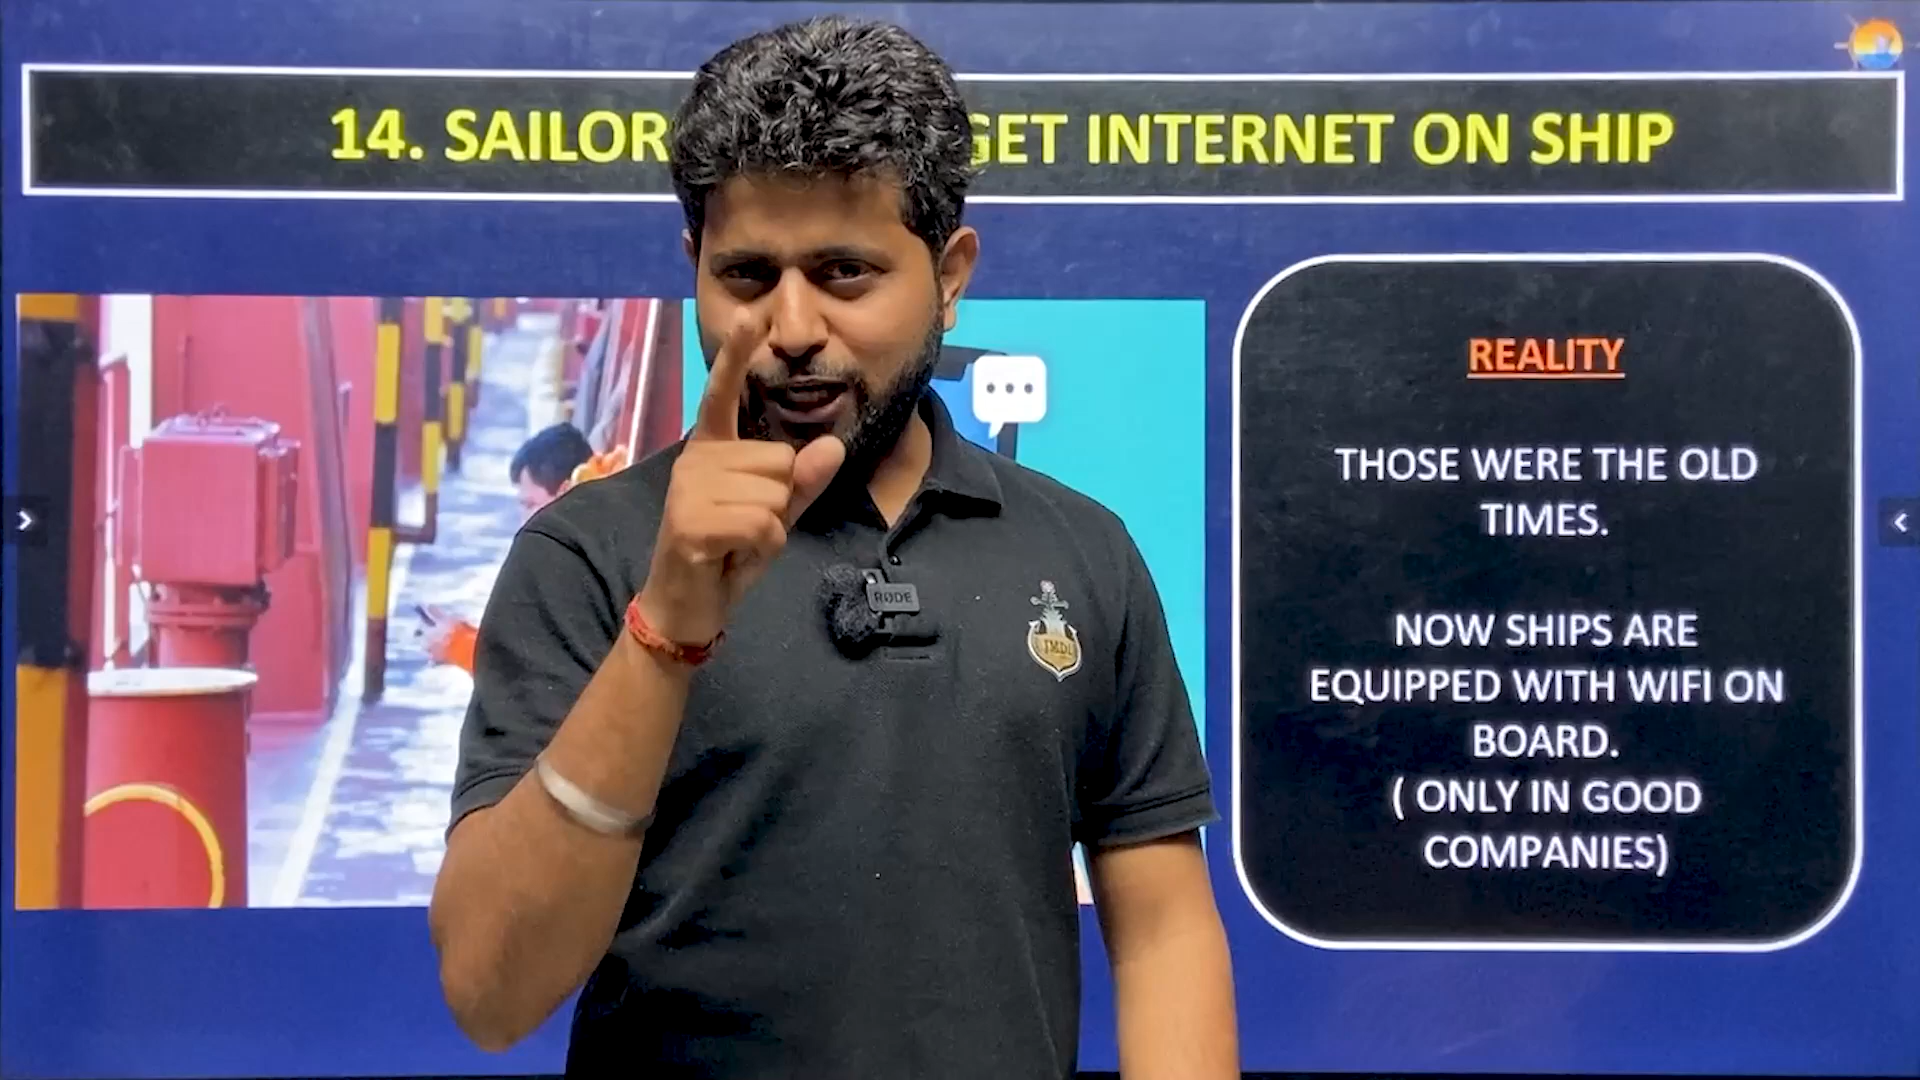 14. SAILOR GET INTERNET ON SHIP
REALITY
THOSE WERE THE OLD
TIMES.
NOW SHIPS ARE
EQUIPPED WITH WIFI ON
BOARD.
( ONLY IN GOOD
COMPANIES)
RØDE